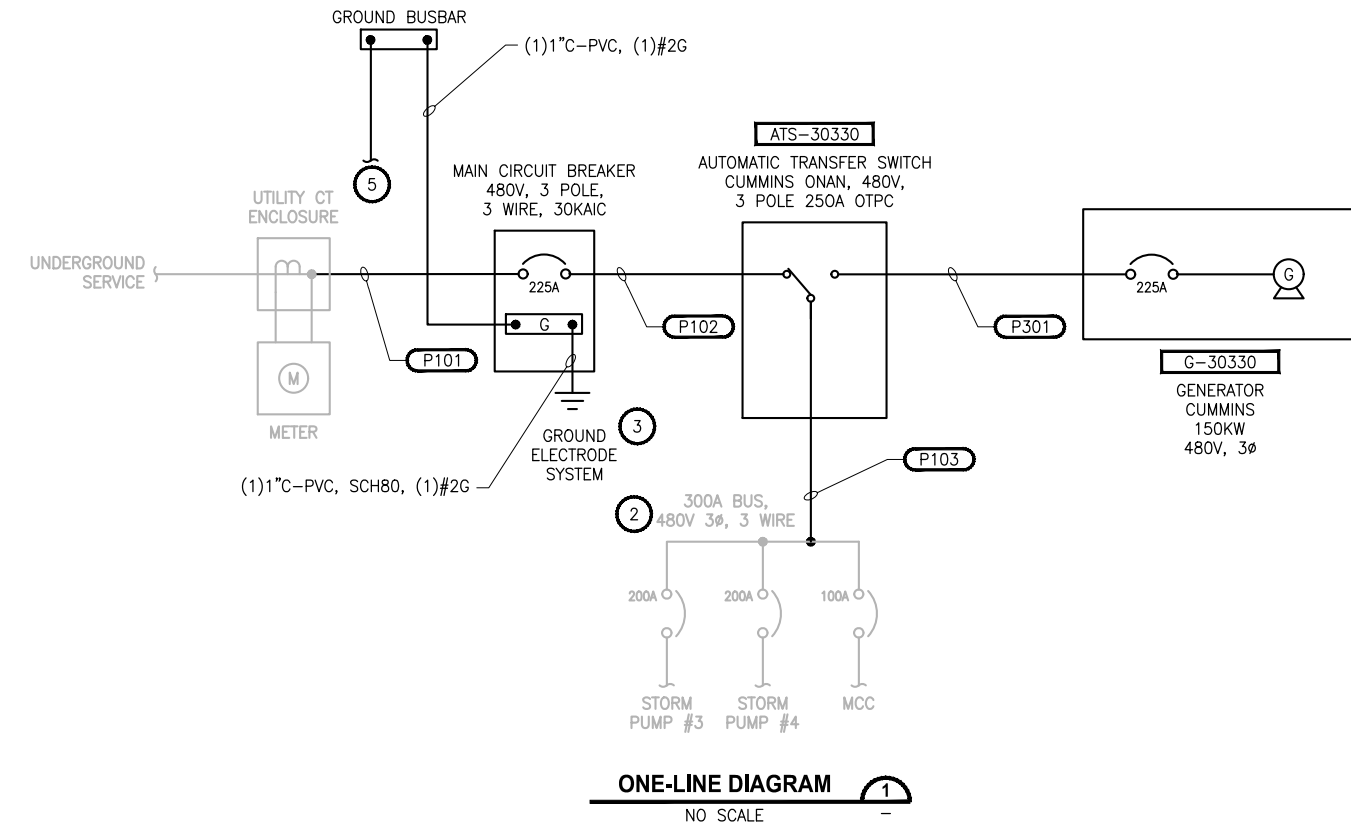 GROUND BUSBAR
(1)1"C-PVC, (1)#2G
5
UTILITY CT
ENCLOSURE
UNDERGROUND
SERVICE
M
METER
P101
MAIN CIRCUIT BREAKER
480V, 3 POLE,
3 WIRE, 30KAIC
225A
G
P102
GROUND
ELECTRODE
SYSTEM
3
(1)1"C-PVC, SCH80, (1)#2G
ATS-30330
AUTOMATIC TRANSFER SWITCH
CUMMINS ONAN, 480V,
3 POLE 250A OTPC
P301
225A
G
G-30330
GENERATOR
CUMMINS
150KW
480V, 3ø
P103
2
300A BUS,
480V 3ø, 3 WIRE
200A
200A
100A
STORM
PUMP #3
STORM
PUMP #4
MCC
ONE-LINE DIAGRAM
1
NO SCALE
-